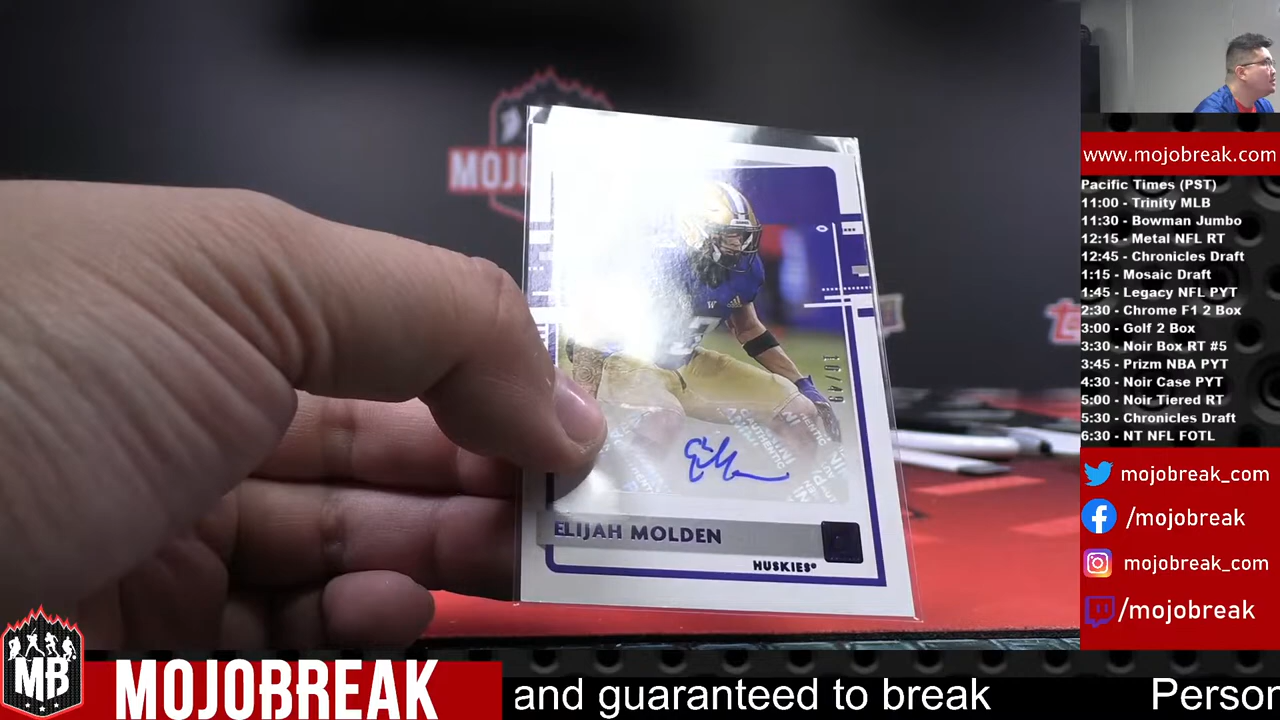 MOJO
10/49
ELIJAH MOLDEN
HUSKIES
www.mojobreak.com
Pacific Times (PST)
11:00 - Trinity MLB
11:30 - Bowman Jumbo
12:15 - Metal NFL RT
12:45 - Chronicles Draft
1:15 - Mosaic Draft
1:45 - Legacy NFL PYT
2:30 - Chrome F1 2 Box
3:00 - Golf 2 Box
3:30 - Noir Box RT #5
3:45 - Prizm NBA PYT
4:30 - Noir Case PYT
5:00 - Noir Tiered RT
5:30 - Chronicles Draft
6:30 - NT NFL FOTL
mojobreak_com
/mojobreak
mojobreak_com
/mojobreak
MB
MOJOBREAK
and guaranteed to break Person